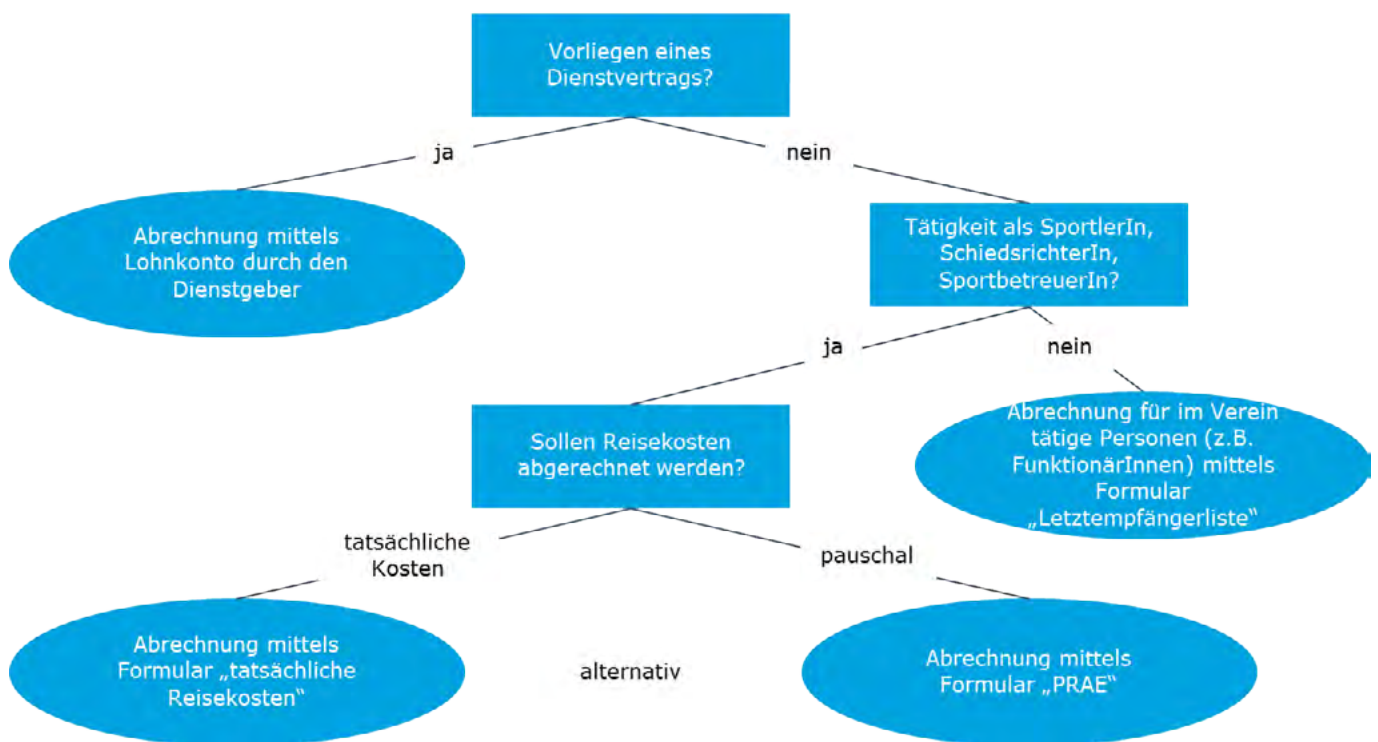 Vorliegen eines
Dienstvertrags?
ja
nein
Abrechnung mittels
Lohnkonto durch den
Dienstgeber
Tätigkeit als SportlerIn,
SchiedsrichterIn,
SportbetreuerIn?
ja
nein
Sollen Reisekosten
abgerechnet werden?
Abrechnung für im Verein
tätige Personen (z.B.
FunktionärInnen) mittels
Formular
„Letztempfängerliste“
tatsächliche
Kosten
pauschal
Abrechnung mittels
Formular „tatsächliche
Reisekosten“
alternativ
Abrechnung mittels
Formular „PRAE“